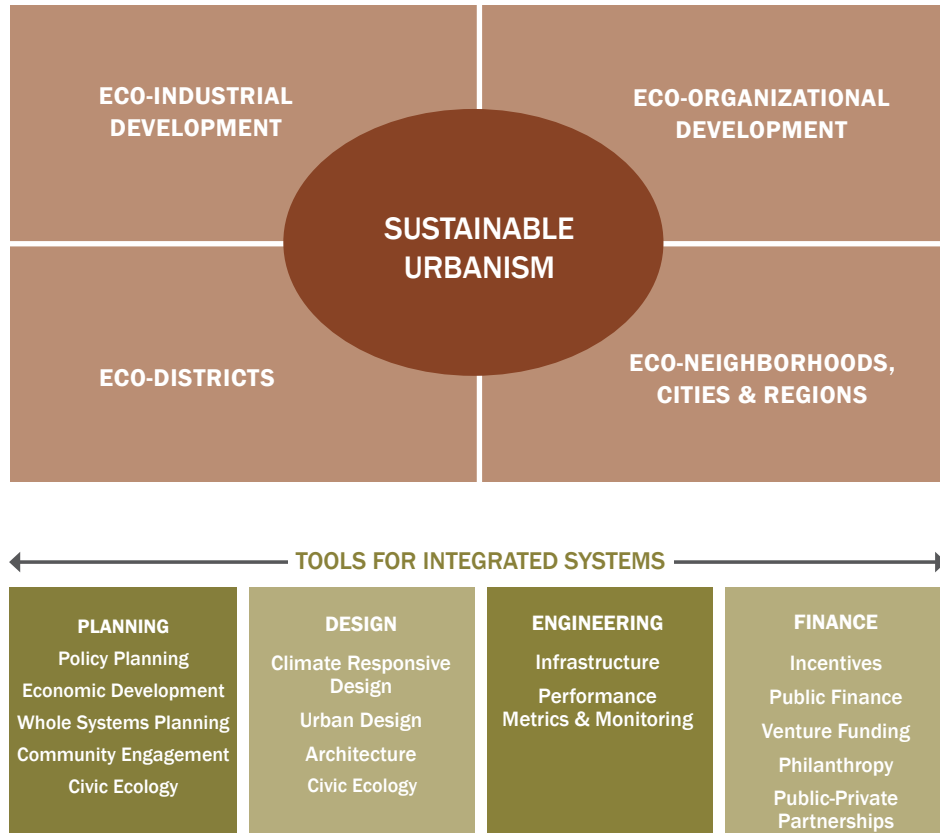 ECO-INDUSTRIAL
DEVELOPMENT
ECO-ORGANIZATIONAL
DEVELOPMENT
SUSTAINABLE
URBANISM
ECO-DISTRICTS
ECO-NEIGHBORHOODS,
CITIES & REGIONS
TOOLS FOR INTEGRATED SYSTEMS
PLANNING
Policy Planning
Economic Development
Whole Systems Planning
Community Engagement
Civic Ecology
DESIGN
Climate Responsive
Design
Urban Design
Architecture
Civic Ecology
ENGINEERING
Infrastructure
Performance
Metrics & Monitoring
FINANCE
Incentives
Public Finance
Venture Funding
Philanthropy
Public-Private
Partnerships